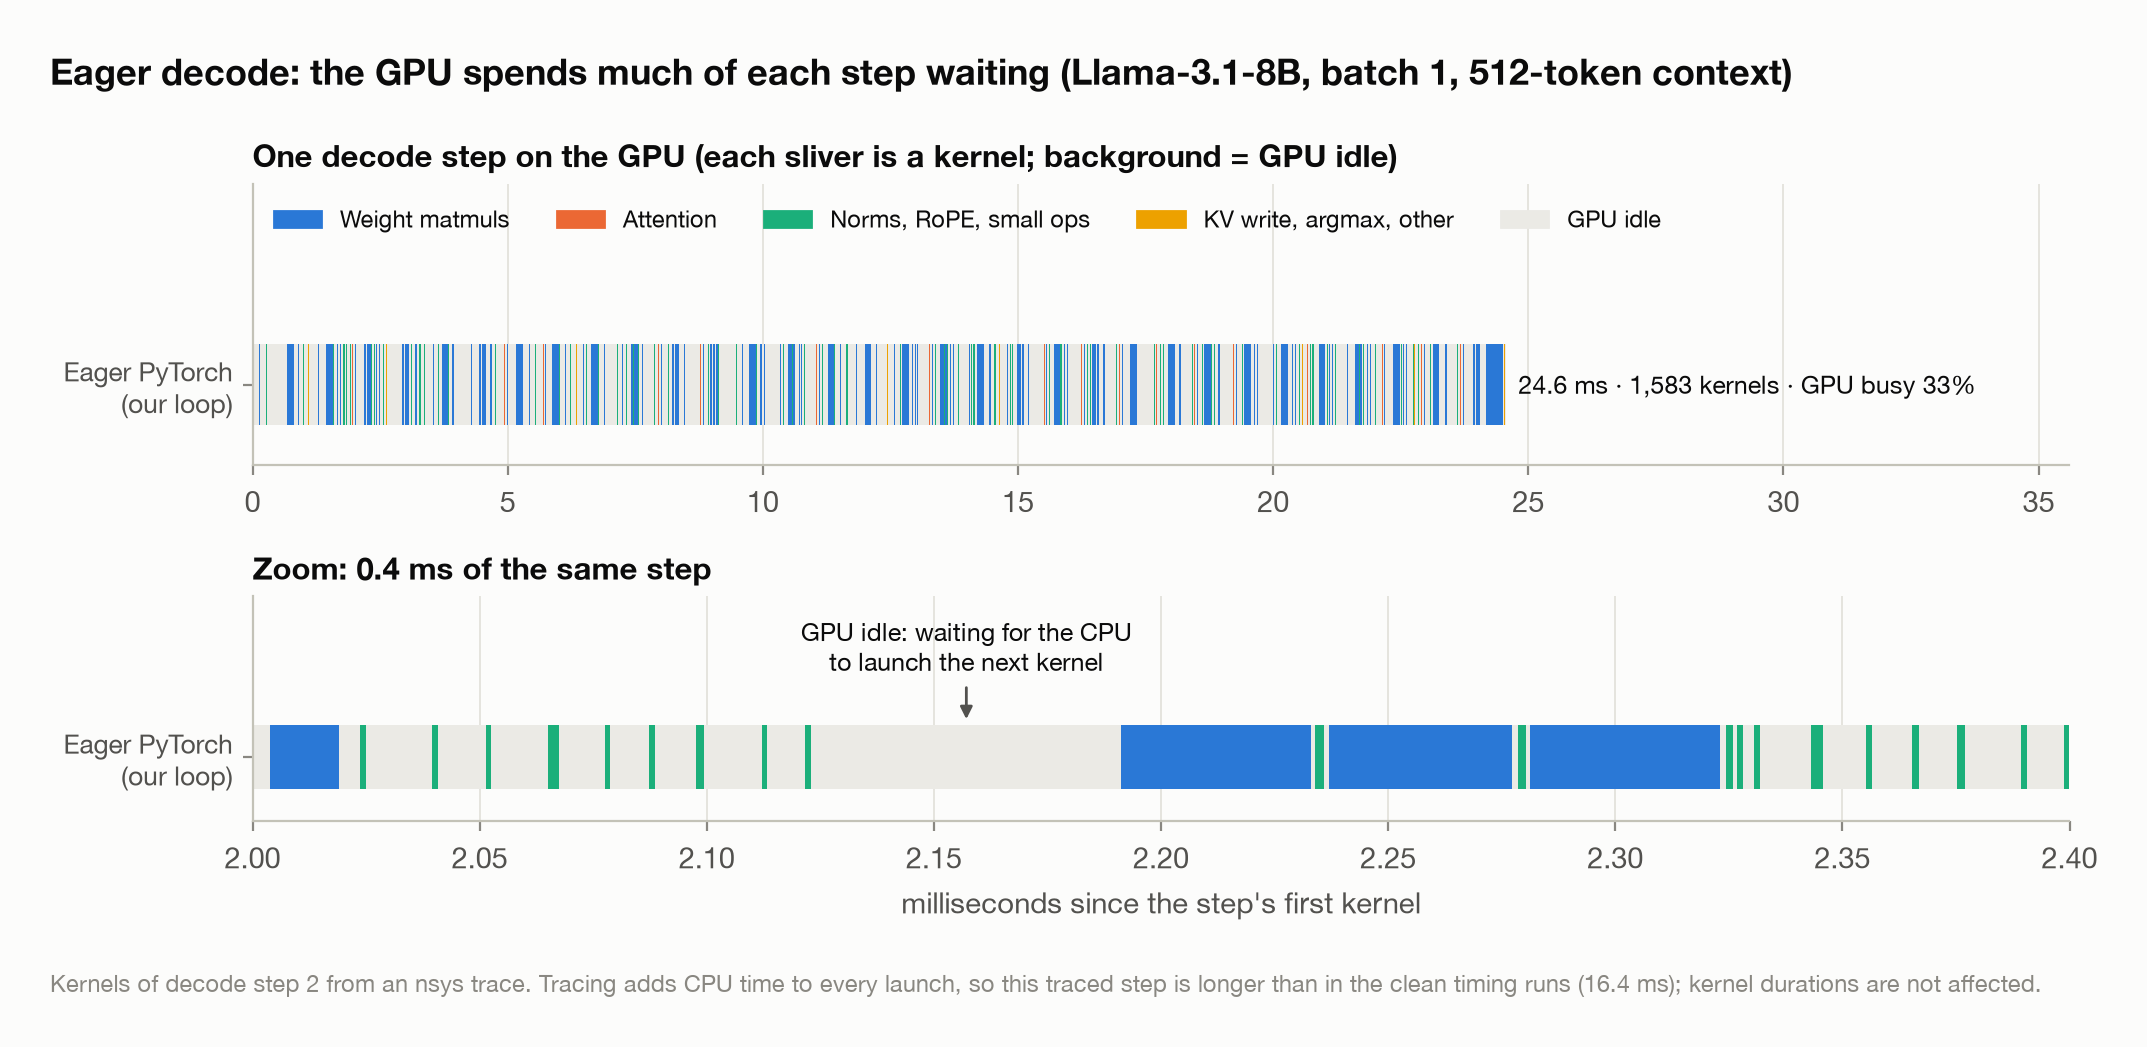 Eager decode: the GPU spends much of each step waiting (Llama-3.1-8B, batch 1, 512-token context)
One decode step on the GPU (each sliver is a kernel; background = GPU idle)
Weight matmuls
Attention
Norms, RoPE, small ops
KV write, argmax, other
GPU idle
Eager PyTorch
(our loop)
24.6 ms · 1,583 kernels · GPU busy 33%
0
5
10
15
20
25
30
35
Zoom: 0.4 ms of the same step
GPU idle: waiting for the CPU
to launch the next kernel
Eager PyTorch
(our loop)
2.00
2.05
2.10
2.15
2.20
2.25
2.30
2.35
2.40
milliseconds since the step's first kernel
Kernels of decode step 2 from an nsys trace. Tracing adds CPU time to every launch, so this traced step is longer than in the clean timing runs (16.4 ms); kernel durations are not affected.